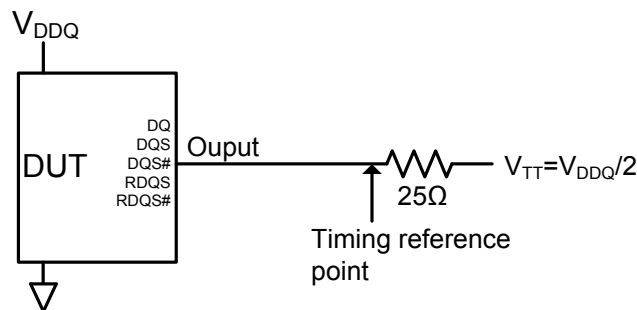 VDDQ
DQ
DQS
DUT
DQS#
RDQS
RDQS#
Ouput
VTT=VDDQ/2
25Ω
Timing reference
point